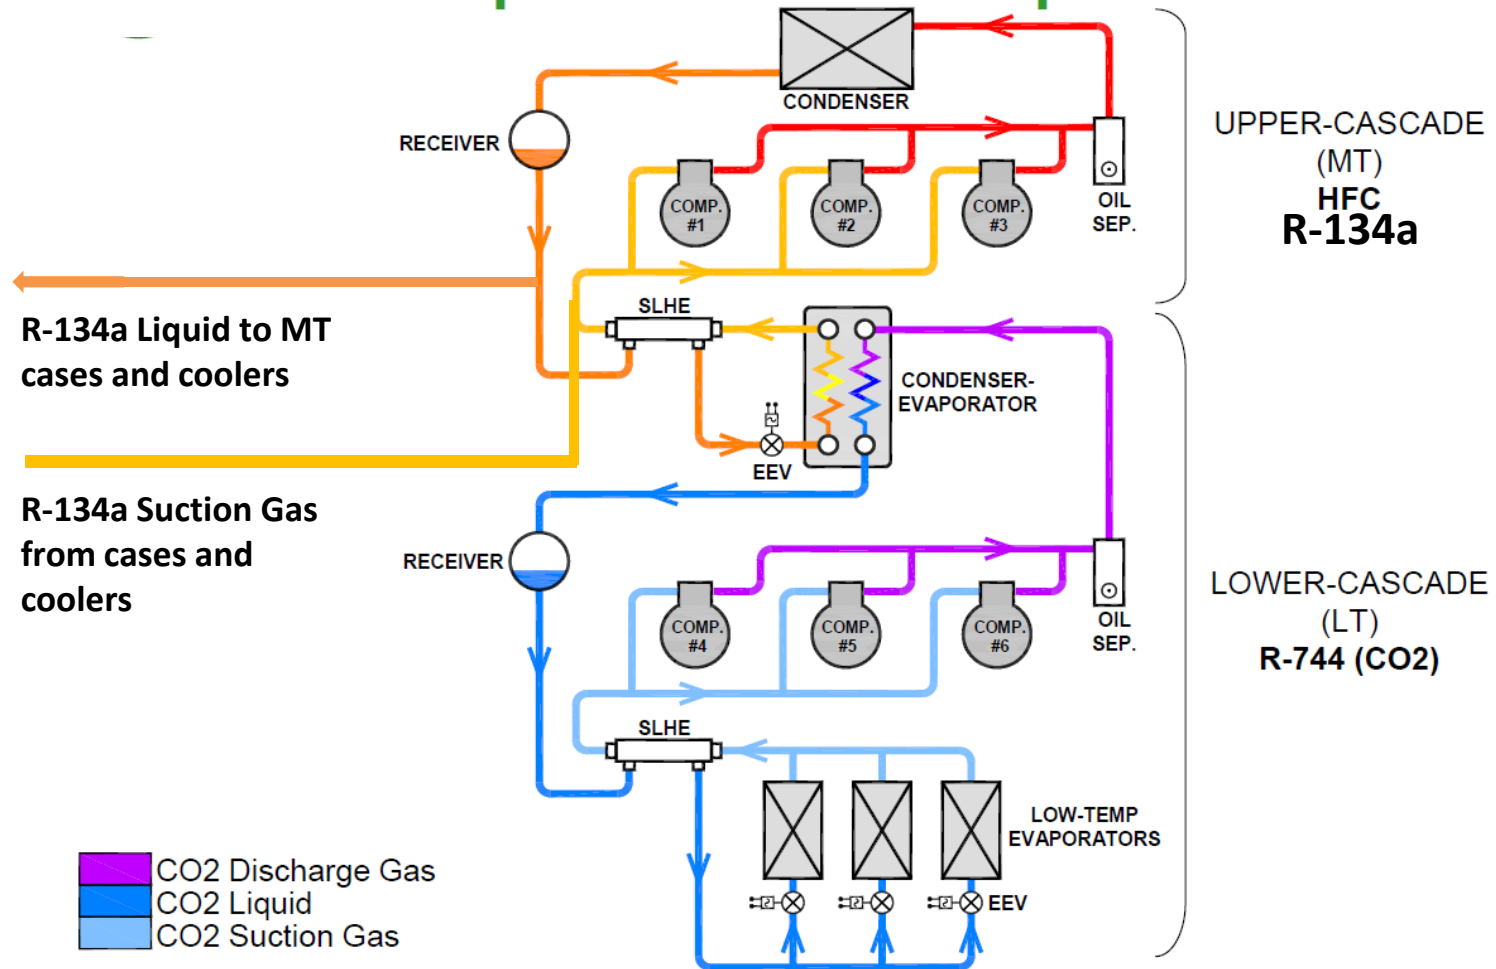 CONDENSER
RECEIVER
COMP.
#1
COMP.
#2
COMP.
#3
OIL
SEP.
UPPER-CASCADE
(MT)
HFC
R-134a
R-134a Liquid to MT
cases and coolers
SLHE
CONDENSER-
EVAPORATOR
EEV
R-134a Suction Gas
from cases and
coolers
RECEIVER
COMP.
#4
COMP.
#5
COMP.
#6
OIL
SEP.
LOWER-CASCADE
(LT)
R-744 (CO2)
SLHE
LOW-TEMP
EVAPORATORS
EEV
CO2 Discharge Gas
CO2 Liquid
CO2 Suction Gas